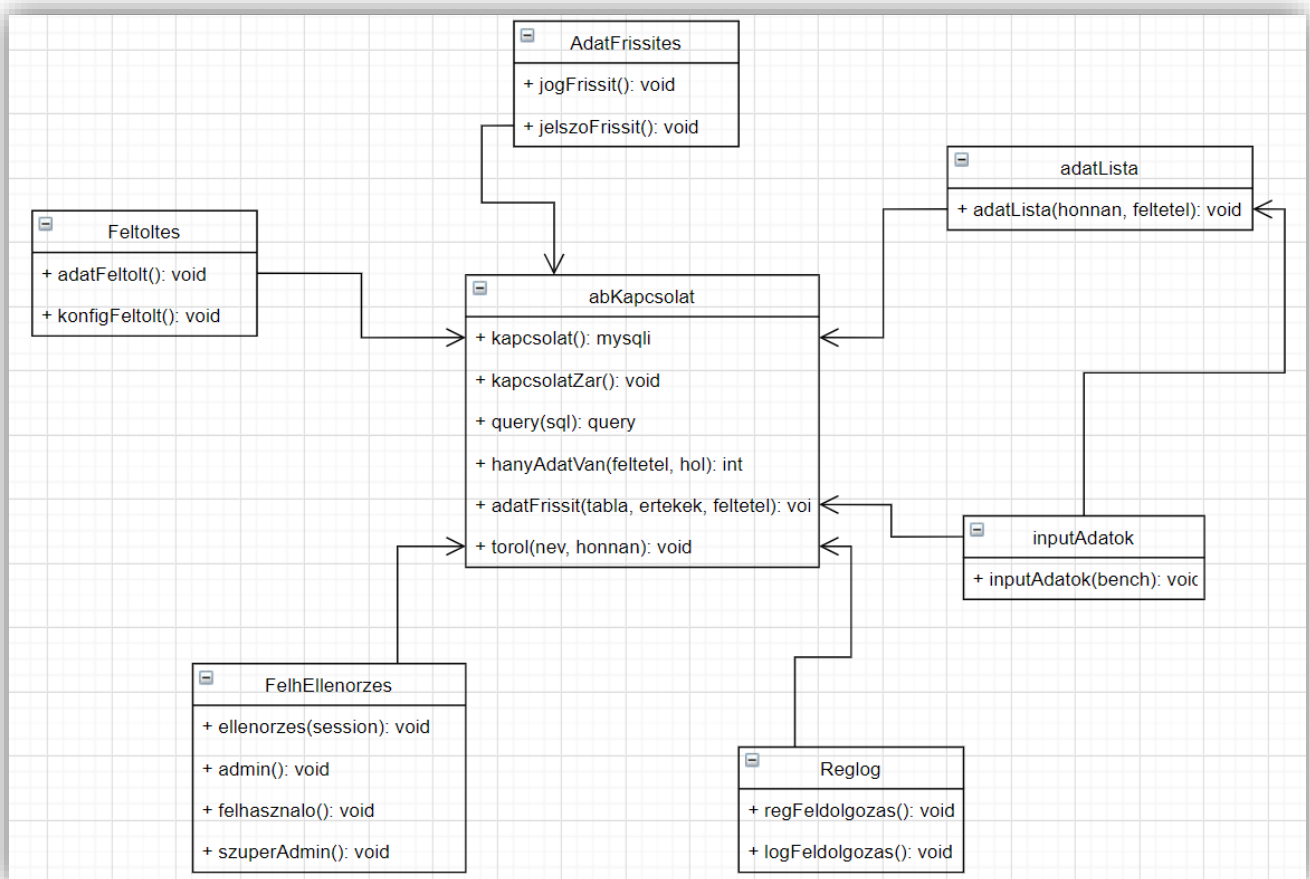 AdatFrissites
+ jogFrissit(): void
+ jelszoFrissit(): void
adatLista
+ adatLista(honnan, feltetel): void
Feltoltes
+ adatFeltolt(): void
+ konfigFeltolt(): void
abKapcsolat
+ kapcsolat(): mysqli
+ kapcsolatZar(): void
+ query(sql): query
+ hanyAdatVan(feltetel, hol): int
+ adatFrissit(tabla, ertekek, feltetel): voi
+ torol(nev, honnan): void
inputAdatok
+ inputAdatok(bench): voic
FelhEllenorzes
+ ellenorzes(session): void
+ admin(): void
+ felhasznalo(): void
+ szuperAdmin(): void
Reglog
+ regFeldolgozas(): void
+ logFeldolgozas(): void